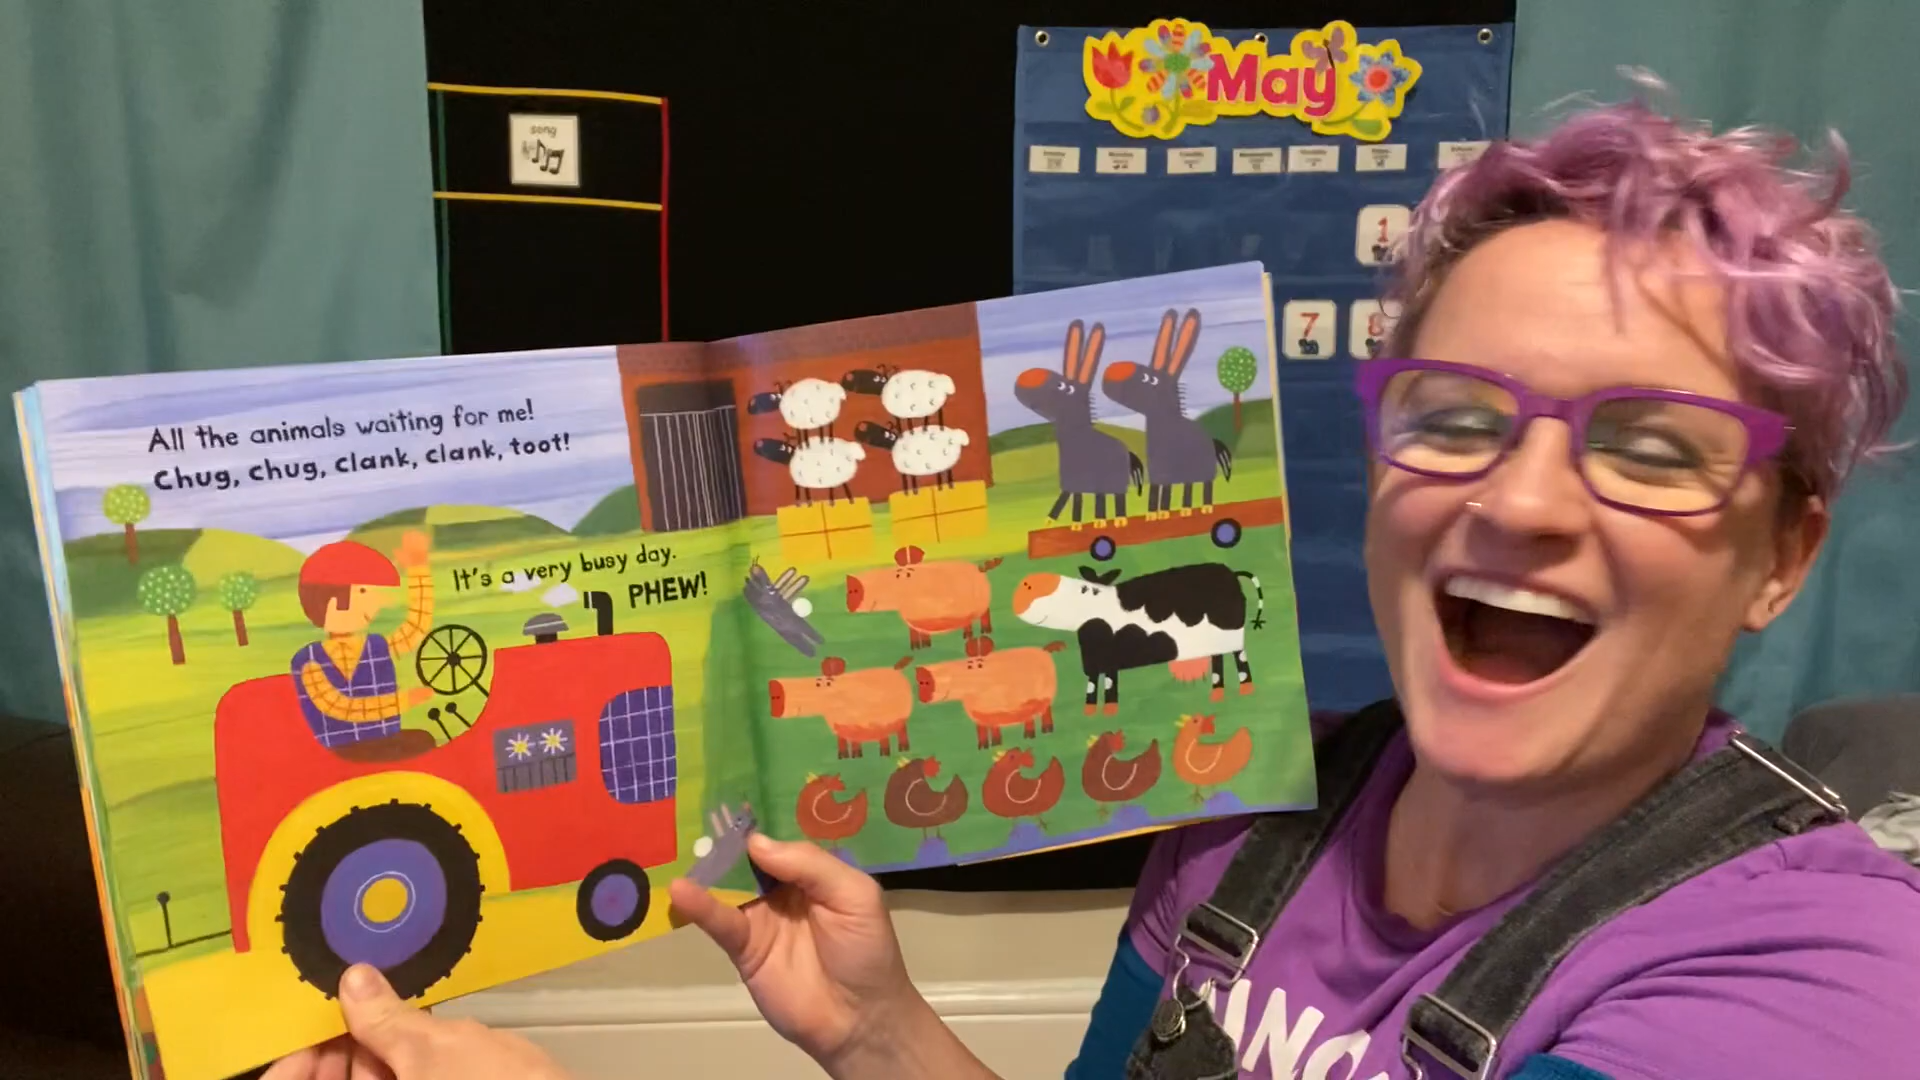 song
May
1
7 8
All the animals waiting for me!
Chug, chug, clank, clank, toot!
It's a very busy day.
PHEW!